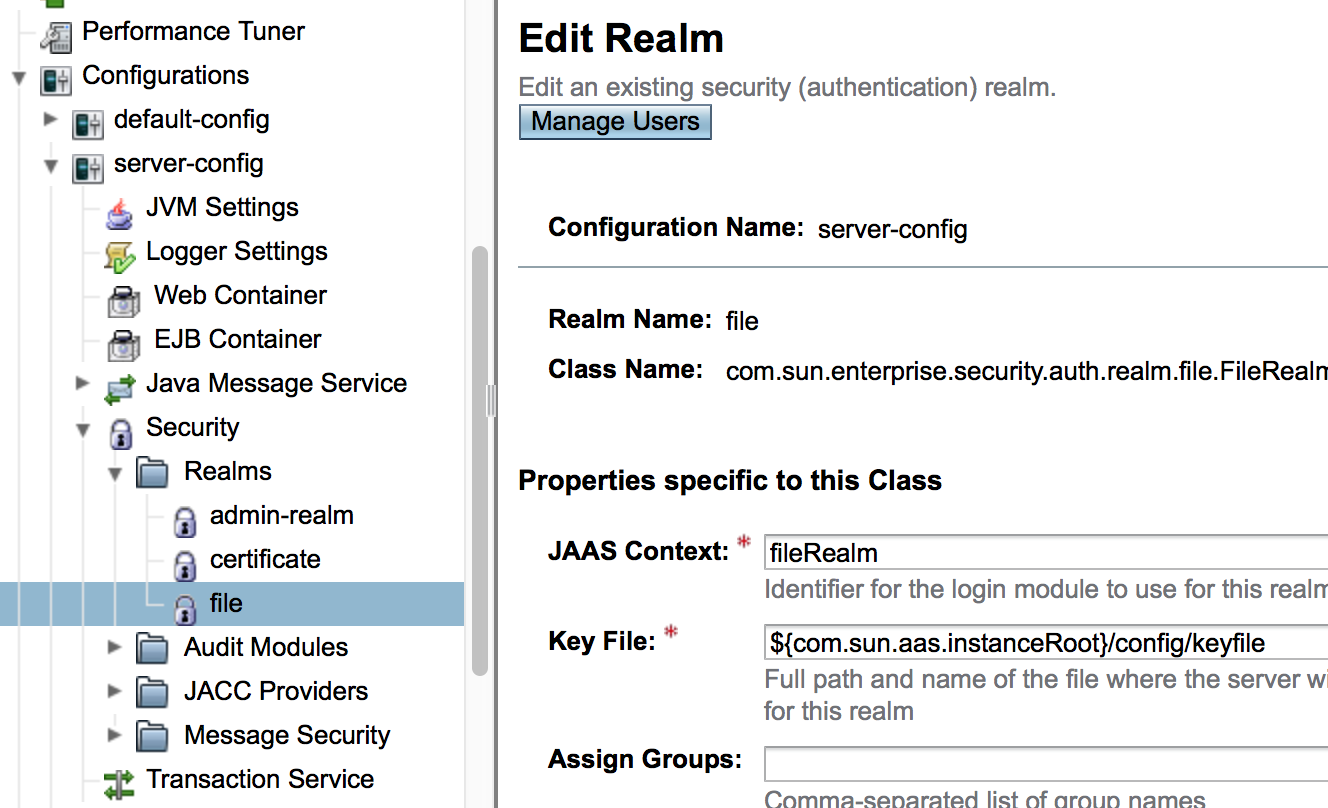 Performance Tuner
Configurations
default-config
server-config
JVM Settings
Logger Settings
Web Container
EJB Container
Java Message Service
Security
Realms
admin-realm
certificate
file
Audit Modules
JACC Providers
Message Security
Transaction Service
Edit Realm
Edit an existing security (authentication) realm.
Manage Users
Configuration Name: server-config
Realm Name: file
Class Name: com.sun.enterprise.security.auth.realm.file.FileRealm
Properties specific to this Class
JAAS Context: * fileRealm
Identifier for the login module to use for this realm
Key File: * ${com.sun.aas.instanceRoot}/config/keyfile
Full path and name of the file where the server wi
for this realm
Assign Groups:
Comma-separated list of group names